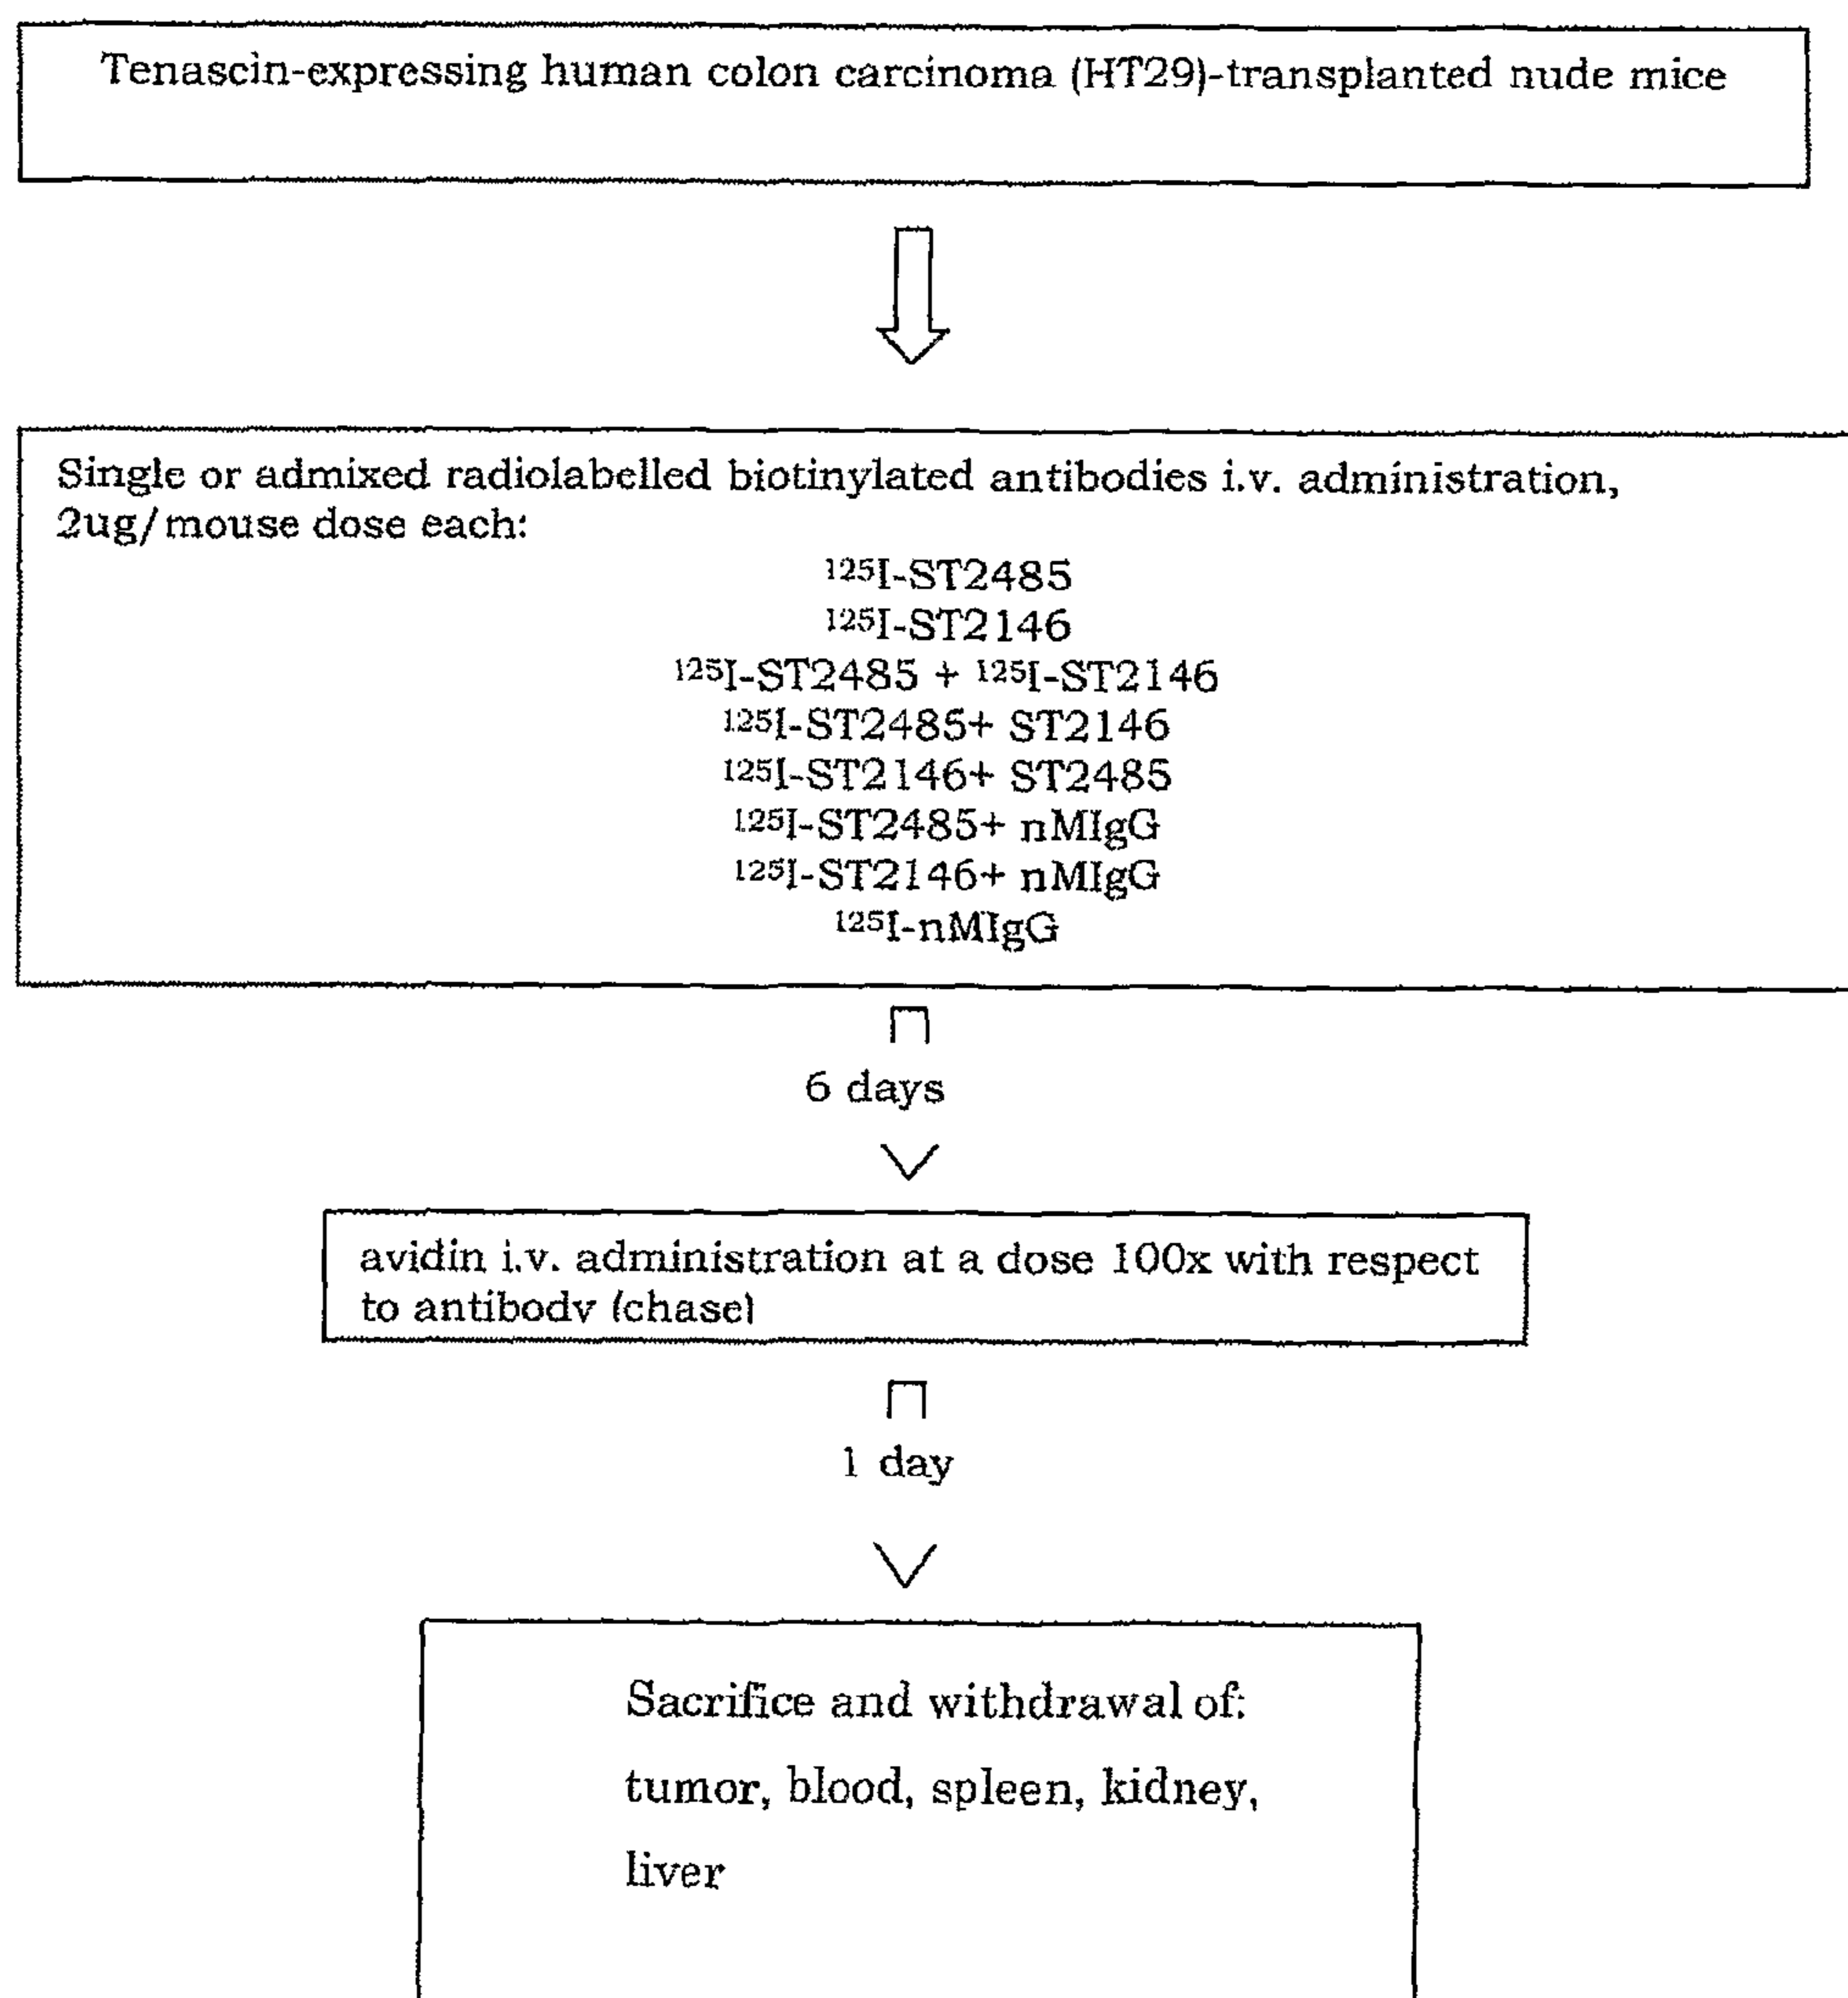 Tenascin-expressing human colon carcinoma (HT29)-transplanted nude mice
Single or admixed radiolabelled biotinylated antibodies i.v. administration,
2ug/mouse dose each:
¹²⁵I-ST2485
¹²⁵I-ST2146
¹²⁵I-ST2485 + ¹²⁵I-ST2146
¹²⁵I-ST2485+ ST2146
¹²⁵I-ST2146+ ST2485
¹²⁵I-ST2485+ nMIgG
¹²⁵I-ST2146+ nMIgG
¹²⁵I-nMIgG
6 days
avidin i.v. administration at a dose 100x with respect
to antibody (chase)
1 day
Sacrifice and withdrawal of:
tumor, blood, spleen, kidney,
liver